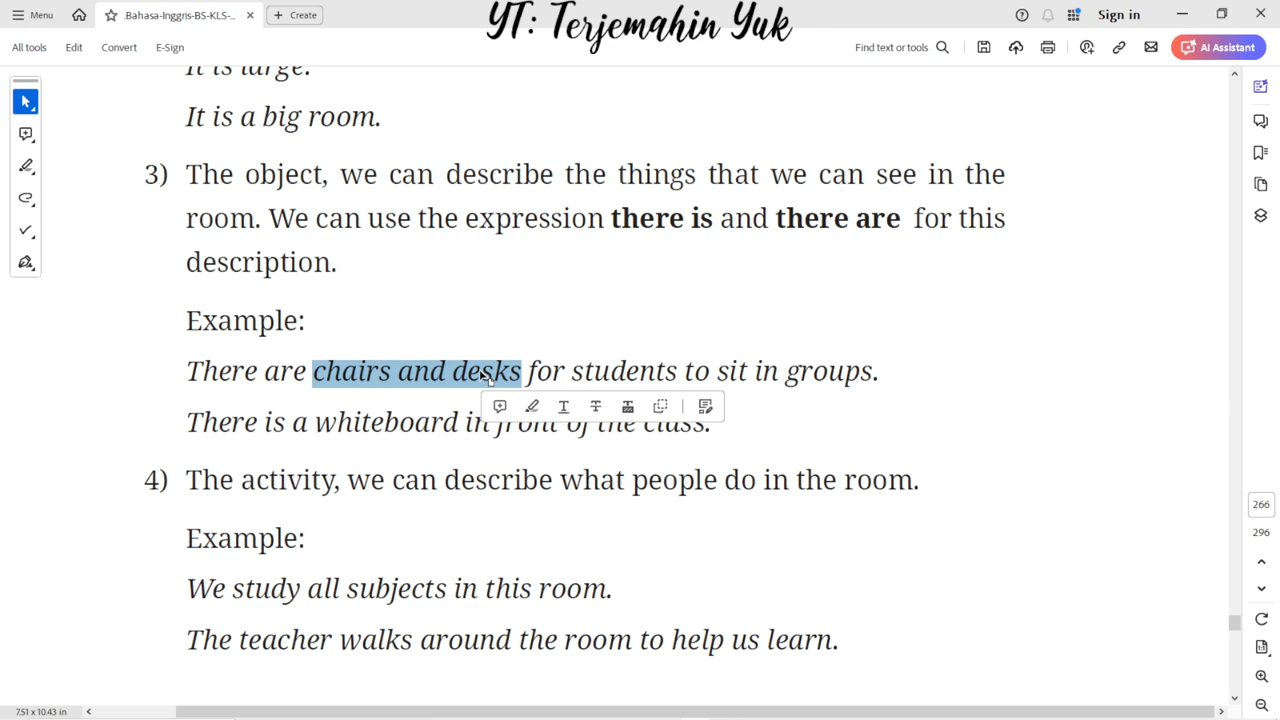 Menu
.Bahasa-Inggris-BS-KLS-...
Create
YT: Terjemahin Yuk
Sign in
All tools
Edit
Convert
E-Sign
Find text or tools
AI Assistant
It is large.
It is a big room.
3) The object, we can describe the things that we can see in the
room. We can use the expression there is and there are for this
description.
Example:
There are chairs and desks for students to sit in groups.
There is a whiteboard in front of the class.
4) The activity, we can describe what people do in the room.
Example:
We study all subjects in this room.
The teacher walks around the room to help us learn.
266
296
7.51 x 10.43 in